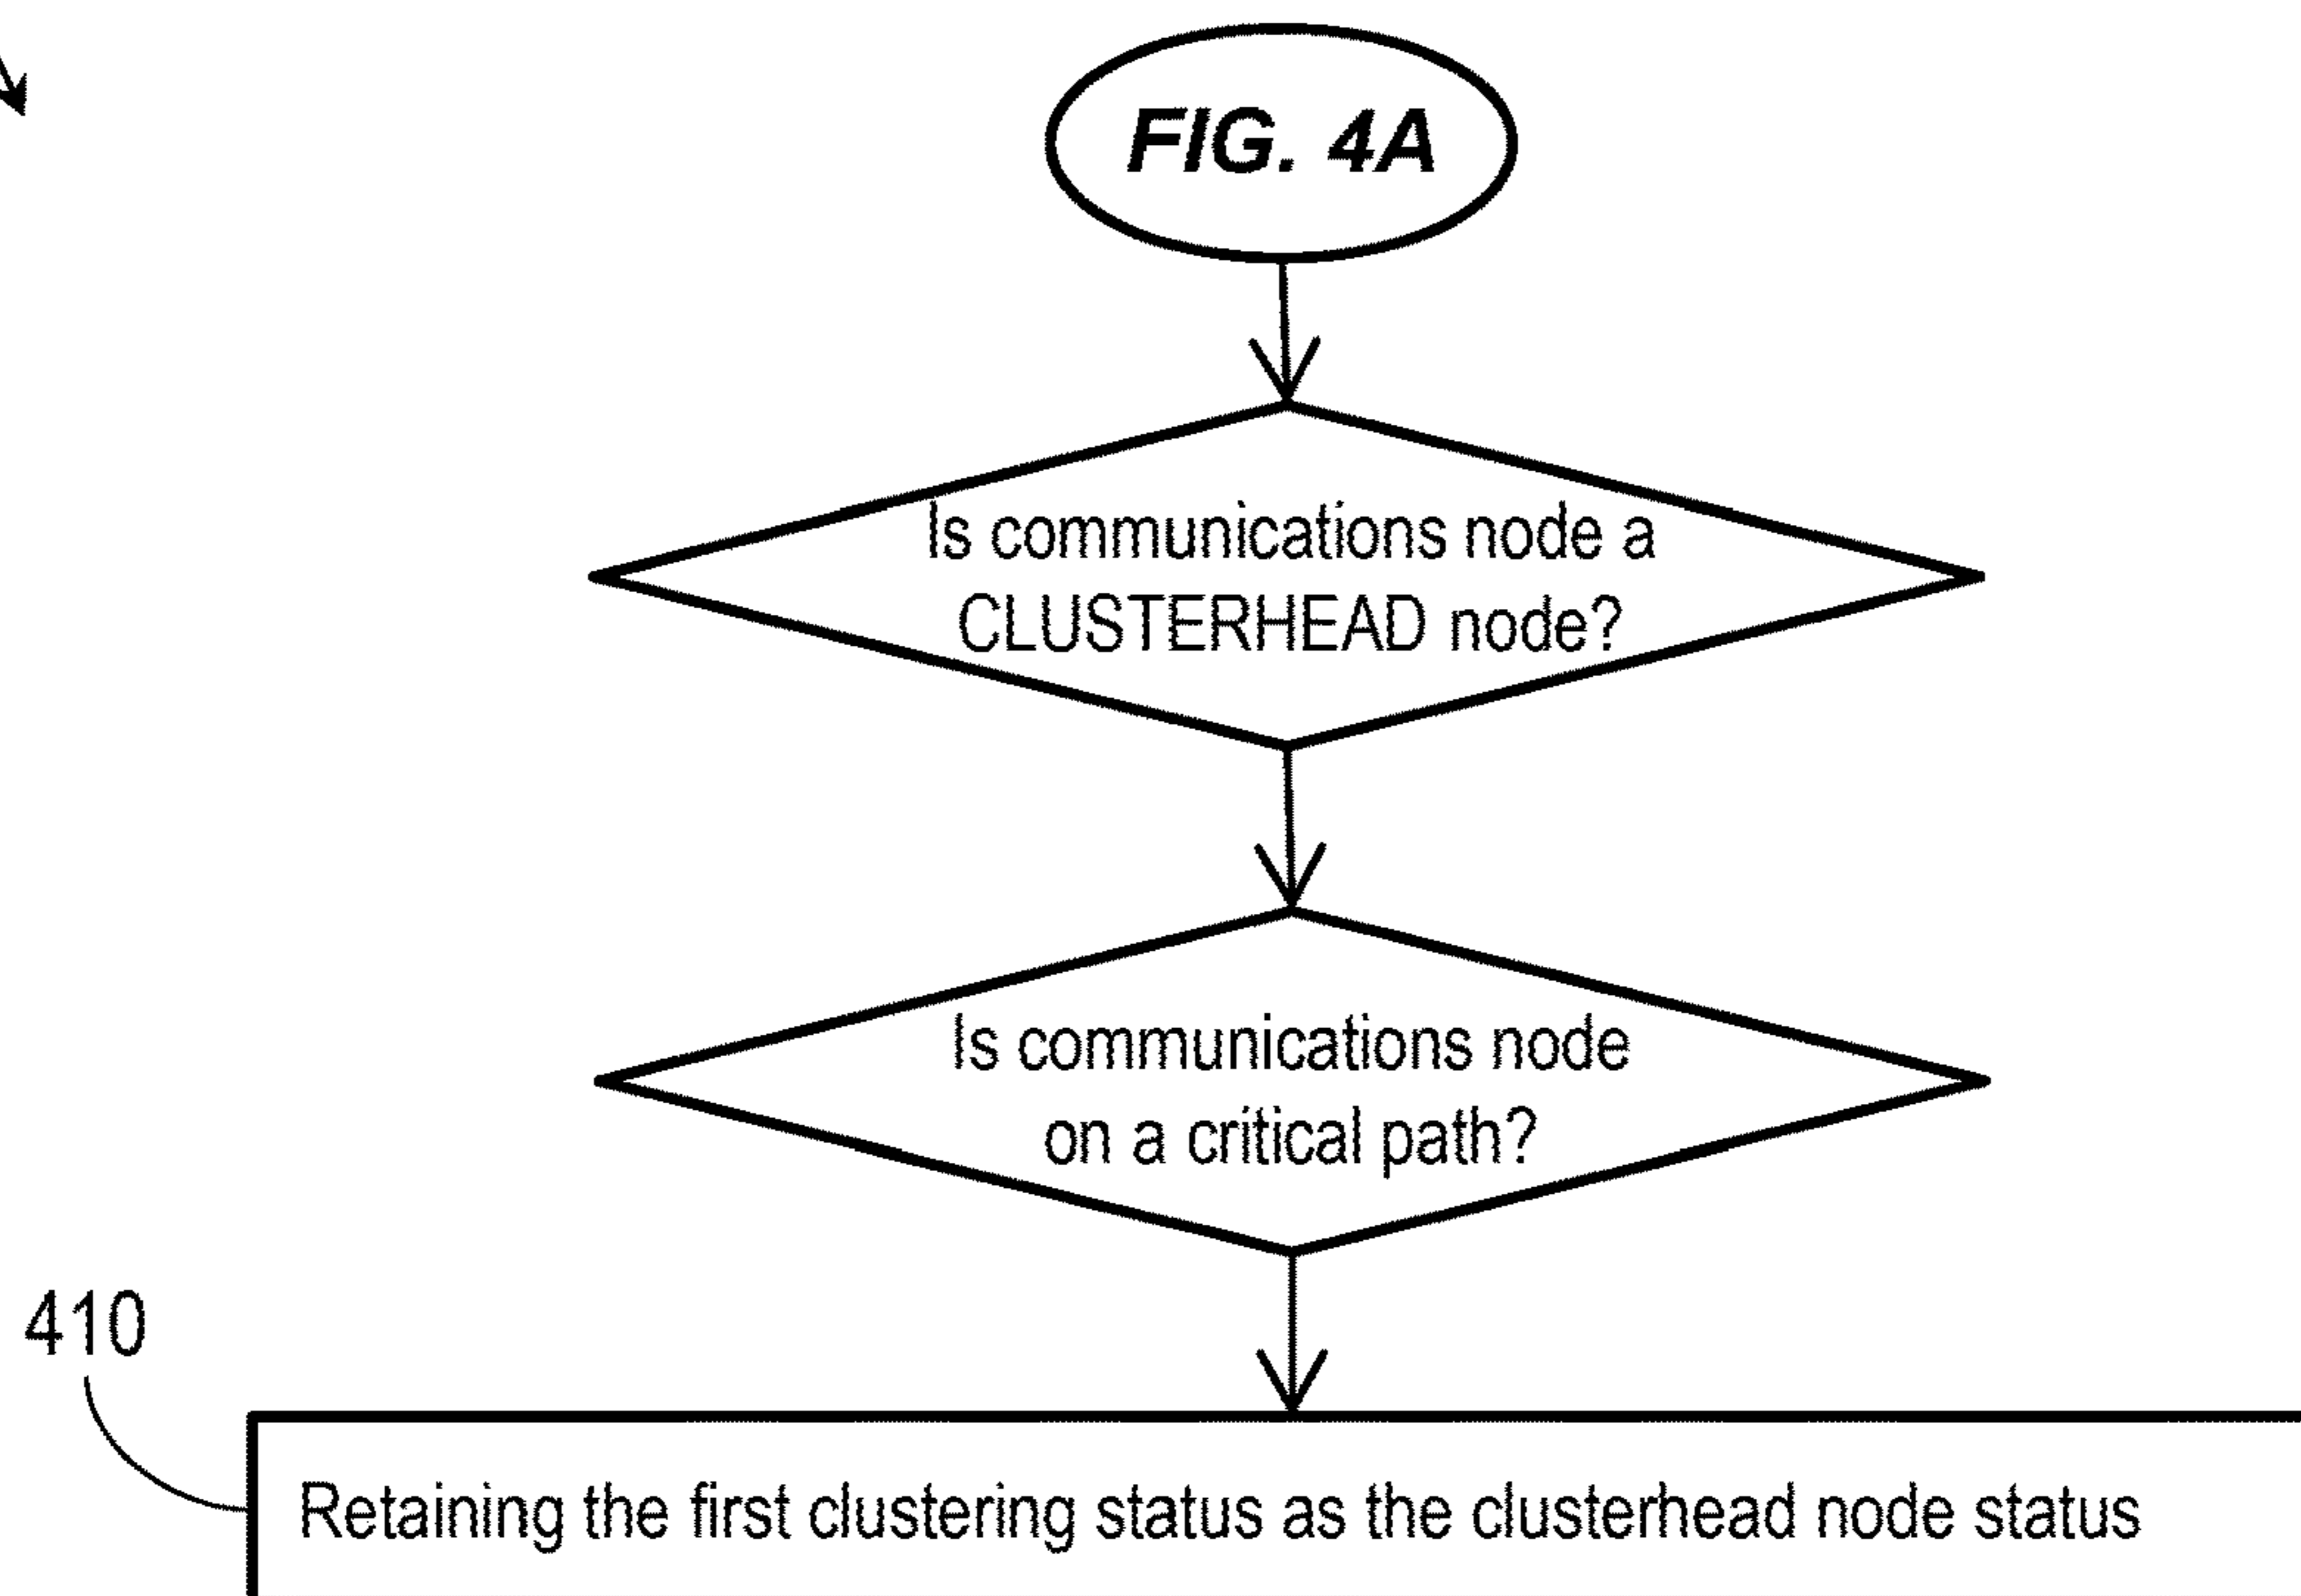 FIG. 4A
Is communications node a
CLUSTERHEAD node?
Is communications node
on a critical path?
410
Retaining the first clustering status as the clusterhead node status